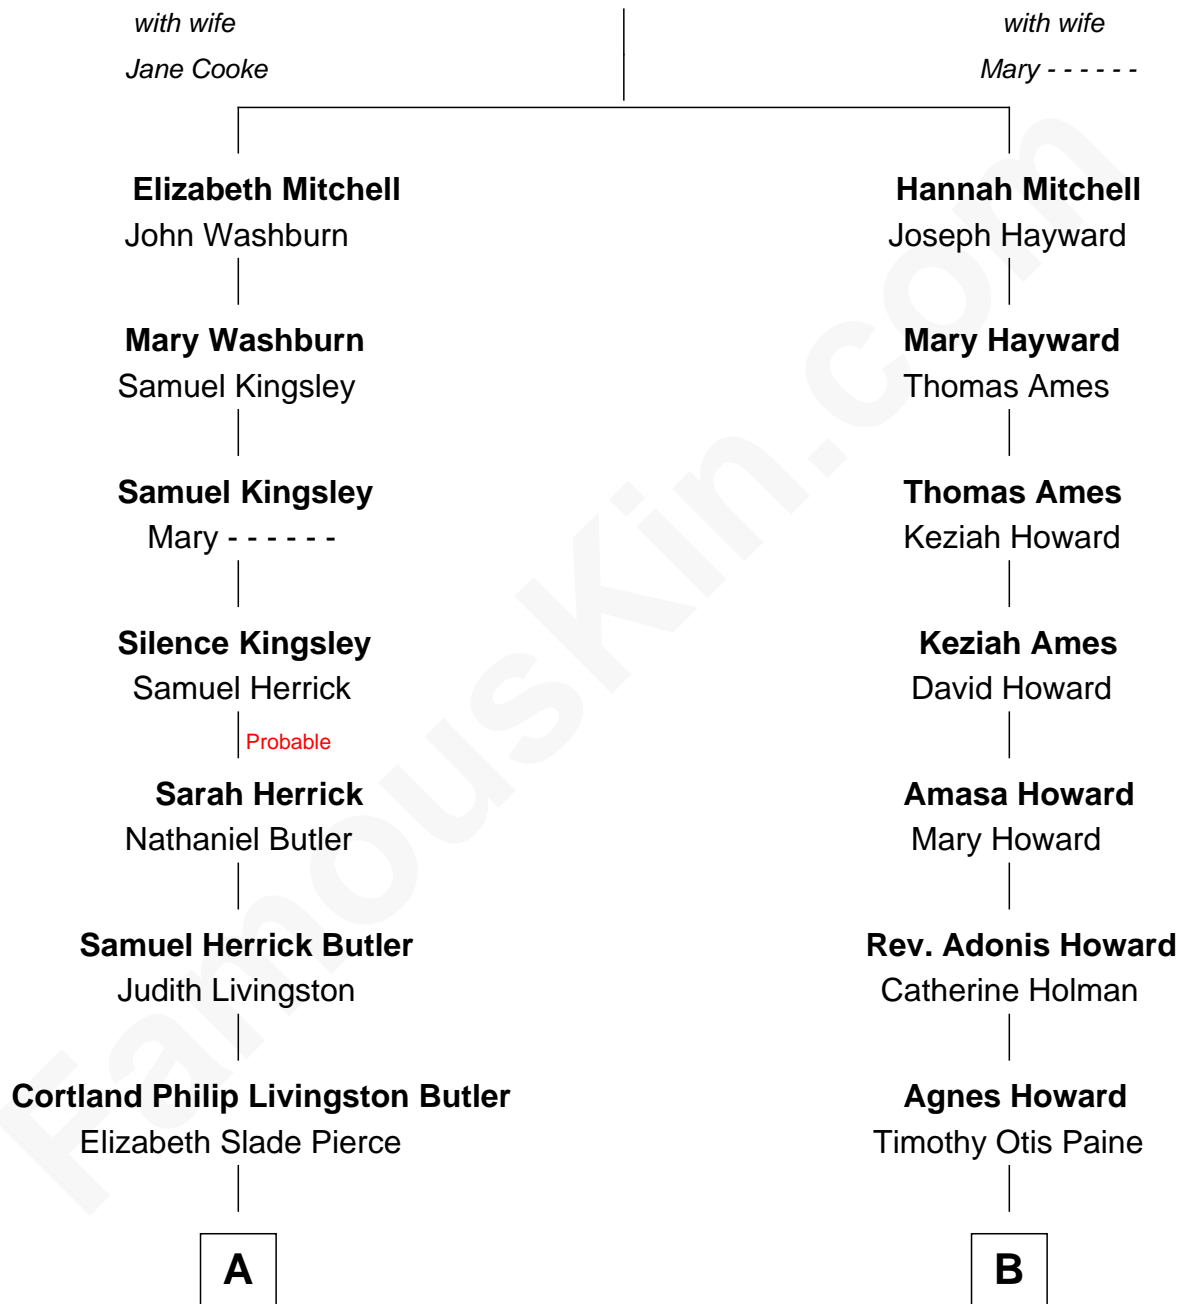 with wife
Jane Cooke
with wife
Mary - - - - - -
Elizabeth Mitchell
John Washburn
Hannah Mitchell
Joseph Hayward
Mary Washburn
Samuel Kingsley
Mary Hayward
Thomas Ames
Samuel Kingsley
Mary - - - - - -
Thomas Ames
Keziah Howard
Silence Kingsley
Samuel Herrick
Keziah Ames
David Howard
Probable
Sarah Herrick
Nathaniel Butler
Amasa Howard
Mary Howard
Samuel Herrick Butler
Judith Livingston
Rev. Adonis Howard
Catherine Holman
Cortland Philip Livingston Butler
Elizabeth Slade Pierce
Agnes Howard
Timothy Otis Paine
A
B
FamousKin.com